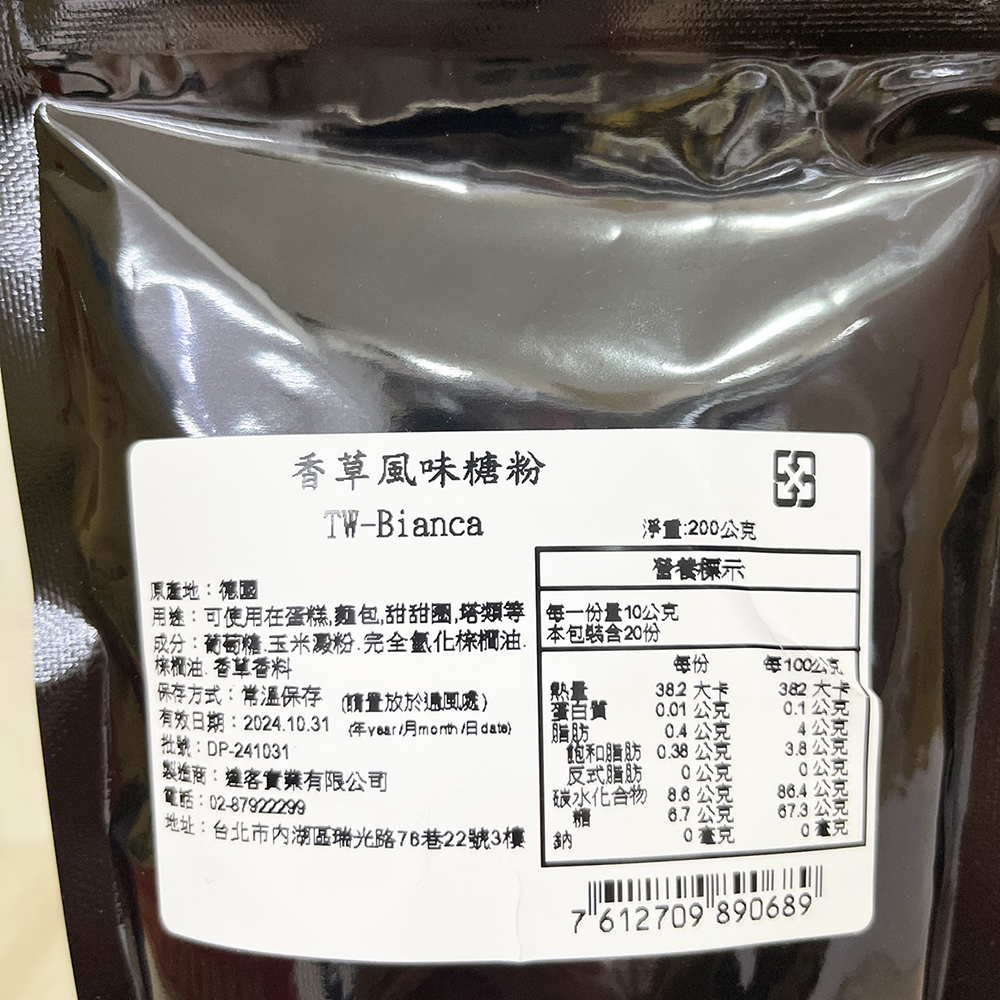 香草風味糖粉
TW-Bianca
淨重:200公克
原產地：德國
用途：可使用在蛋糕,麵包,甜甜圈,塔類等
成分：葡萄糖.玉米澱粉.完全氫化棕櫚油.
棕櫚油.香草香料
保存方式：常溫保存 (請量放於通風處)
有效日期：2024.10.31 (年year/月month/日date)
批號：DP-241031
製造商：達客實業有限公司
電話：02-87922299
地址：台北市內湖區瑞光路76巷22號3樓
營養標示
每一份量10公克
本包裝含20份
每份 每100公克
熱量 38.2 大卡 382 大卡
蛋白質 0.01 公克 0.1 公克
脂肪 0.4 公克 4 公克
飽和脂肪 0.38 公克 3.8 公克
反式脂肪 0 公克 0 公克
碳水化合物 8.6 公克 86.4 公克
糖 6.7 公克 67.3 公克
鈉 0 毫克 0 毫克
7 612709 890689